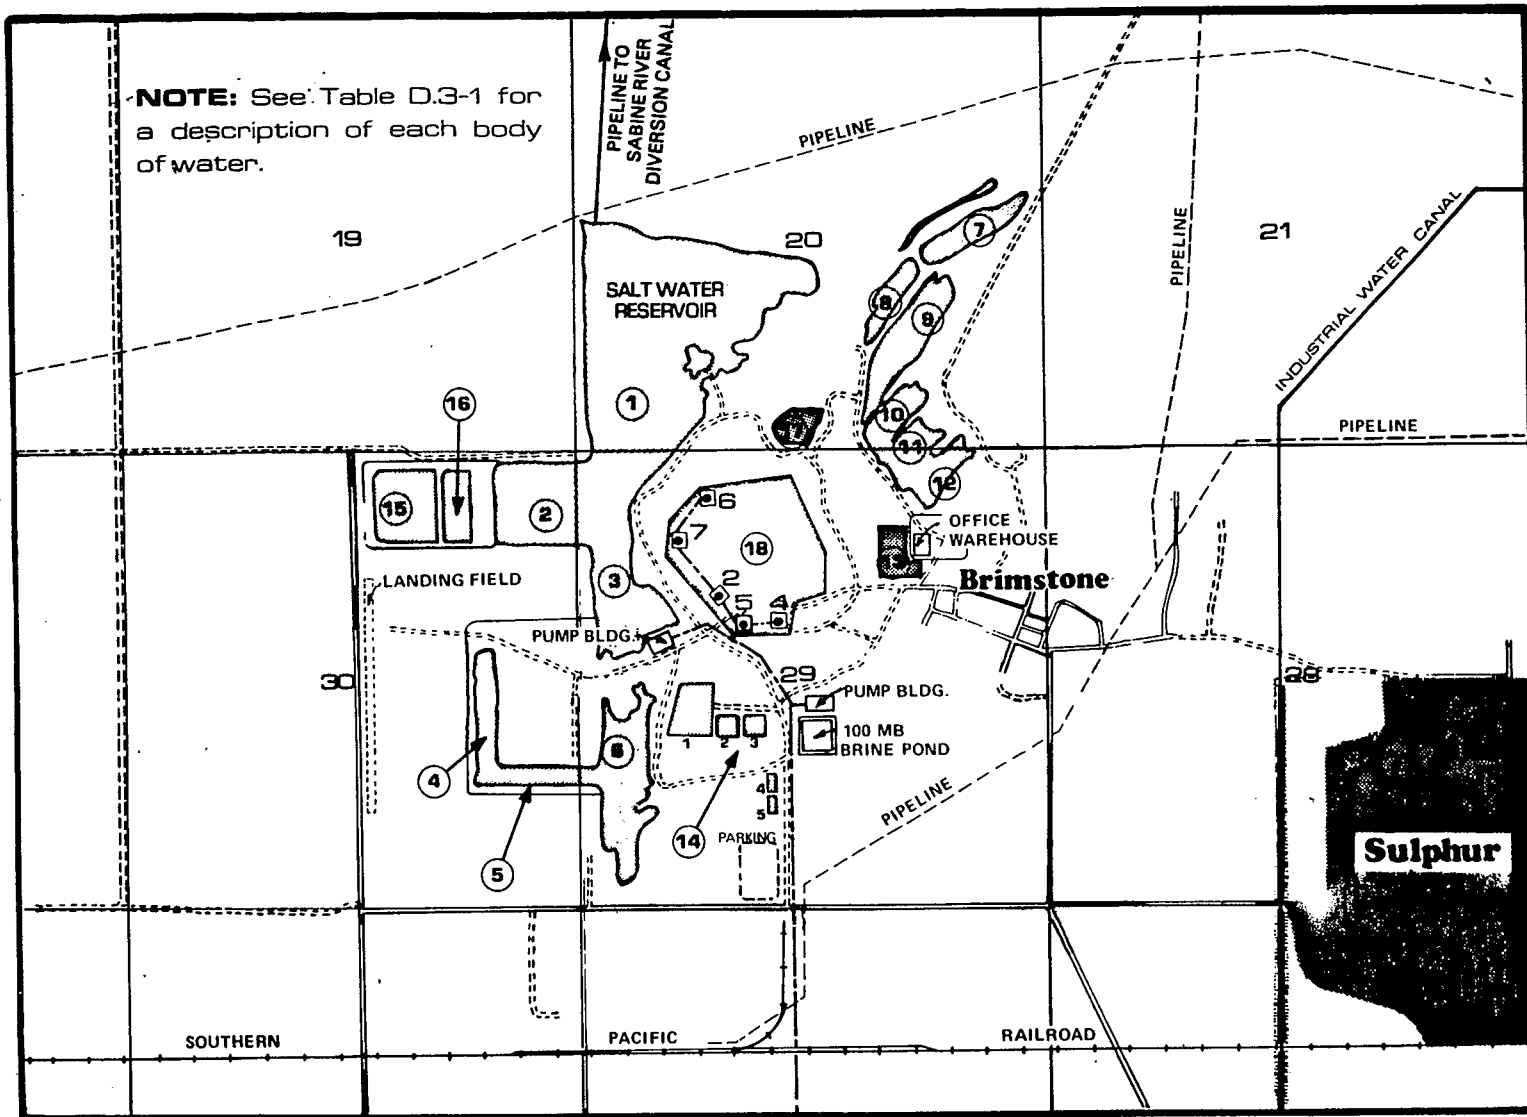 NOTE: See Table D.3-1 for
a description of each body
of water.
PIPELINE TO
SABINE RIVER
DIVERSION CANAL
PIPELINE
19
20
21
7
SALT WATER
RESERVOIR
8
9
PIPELINE
INDUSTRIAL WATER CANAL
16
1
10
PIPELINE
17
11
12
15
2
6
7
18
OFFICE
WAREHOUSE
LANDING FIELD
3
Brimstone
2
5
4
PUMP BLDG.
30
29
28
PUMP BLDG.
1
2
3
100 MB
BRINE POND
4
6
4
5
PIPELINE
14
PARKING
5
Sulphur
SOUTHERN
PACIFIC
RAILROAD